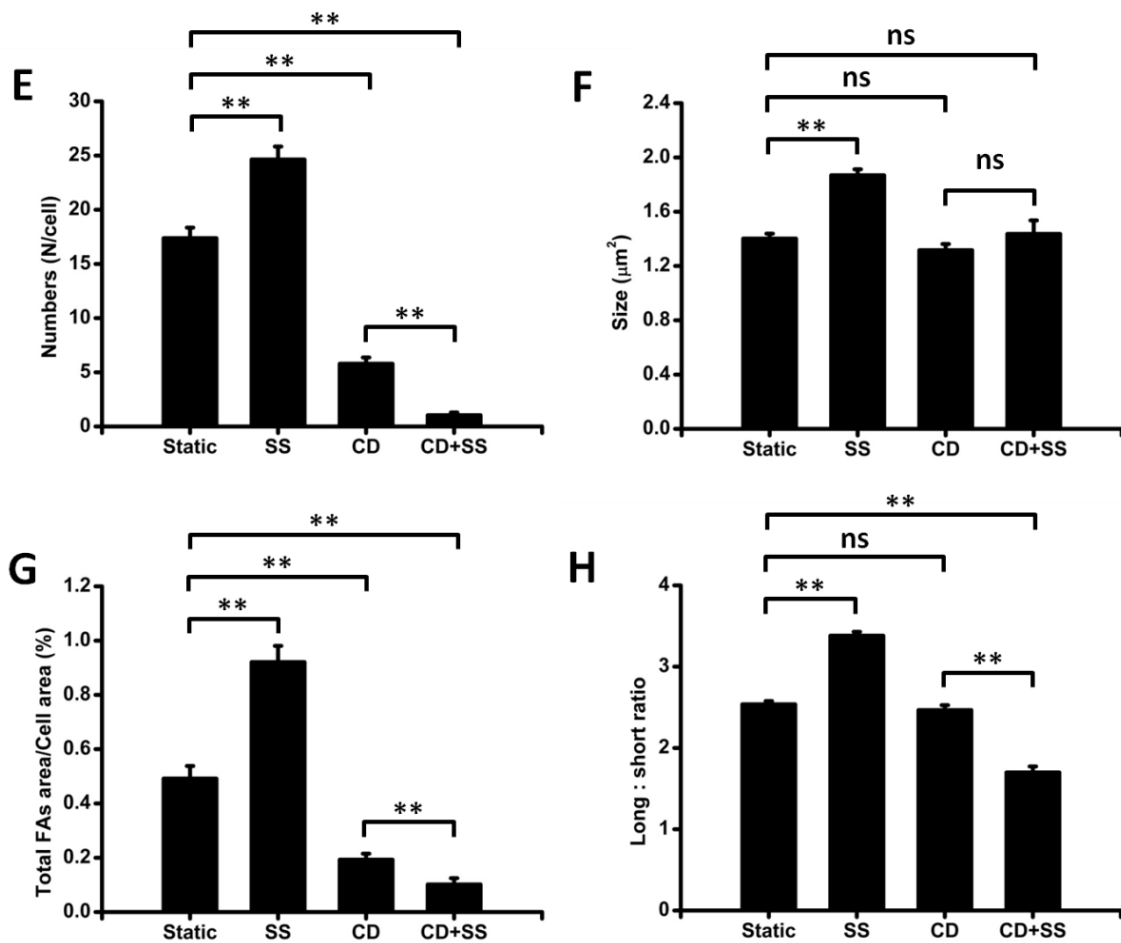 E
**
**
**
Numbers (N/cell)
30
25
20
15
10
5
0
**
Static SS CD CD+SS
F
ns
ns
**
ns
Size (μm²)
2.4
2.0
1.6
1.2
0.8
0.4
0.0
Static SS CD CD+SS
G
**
**
**
Total FAs area/Cell area (%)
1.2
1.0
0.8
0.6
0.4
0.2
0.0
**
Static SS CD CD+SS
H
**
ns
**
**
Long : short ratio
4
3
2
1
0
Static SS CD CD+SS